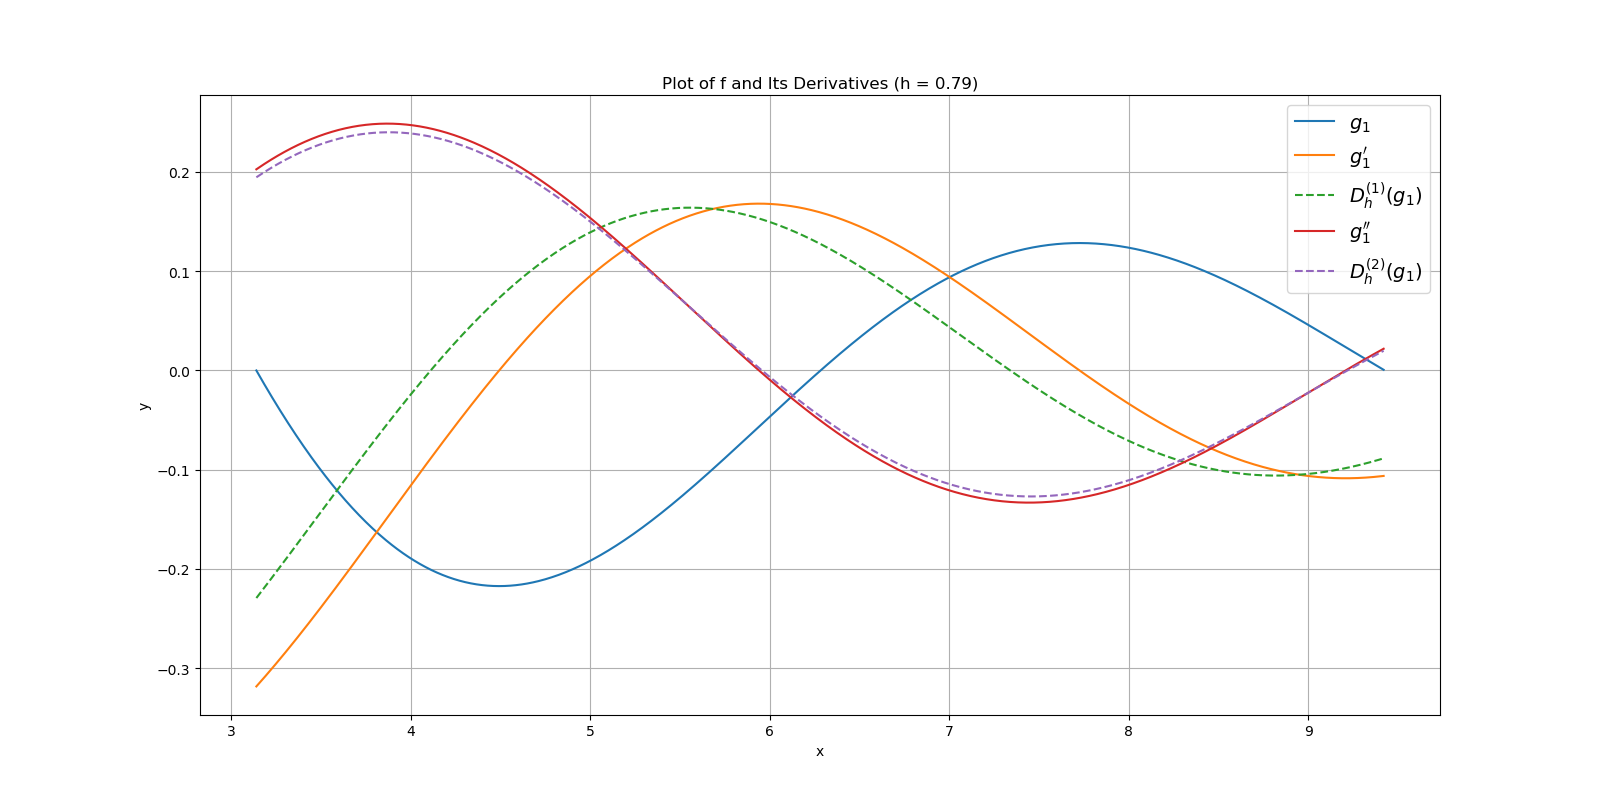 Plot of f and Its Derivatives (h = 0.79)
g₁
g₁′
D_h^(1)(g₁)
g₁″
D_h^(2)(g₁)
0.2
0.1
0.0
−0.1
−0.2
−0.3
y
3 4 5 6 7 8 9
x